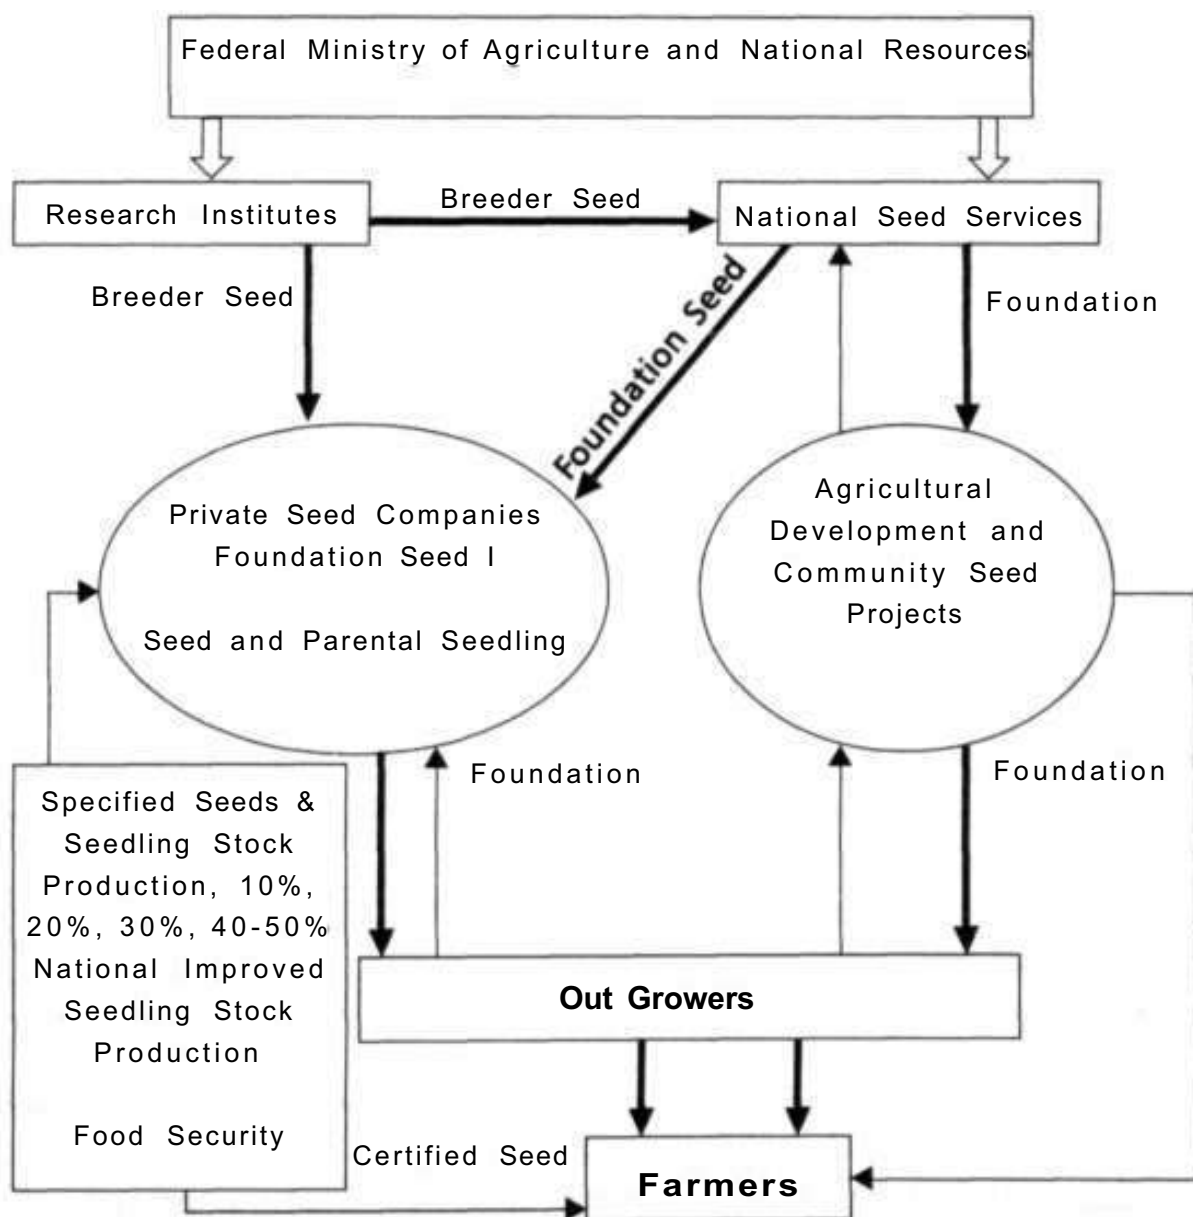 Federal Ministry of Agriculture and National Resources
Research Institutes
Breeder Seed
National Seed Services
Breeder Seed
Foundation Seed
Foundation
Private Seed Companies
Foundation Seed I
Seed and Parental Seedling
Agricultural
Development and
Community Seed
Projects
Foundation
Foundation
Specified Seeds &
Seedling Stock
Production, 10%,
20%, 30%, 40-50%
National Improved
Seedling Stock
Production
Food Security
Out Growers
Certified Seed
Farmers